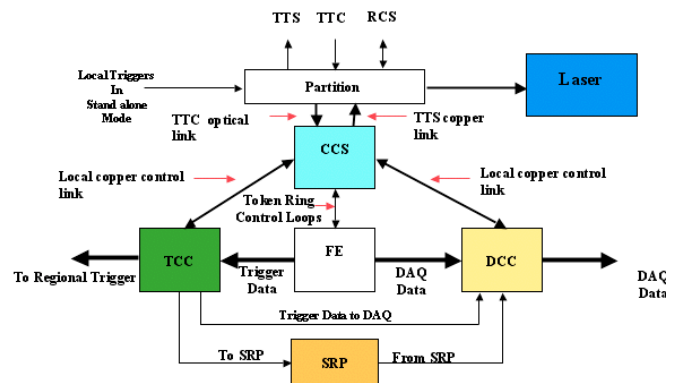 TTS TTC RCS
Local Triggers
In
Stand alone
Mode
Partition
Laser
TTC optical
link
TTS copper
link
CCS
Local copper control
link
Local copper control
link
Token Ring
Control Loops
TCC
FE
DCC
To Regional Trigger
Trigger
Data
DAQ
Data
DAQ
Data
Trigger Data to DAQ
To SRP
SRP
From SRP